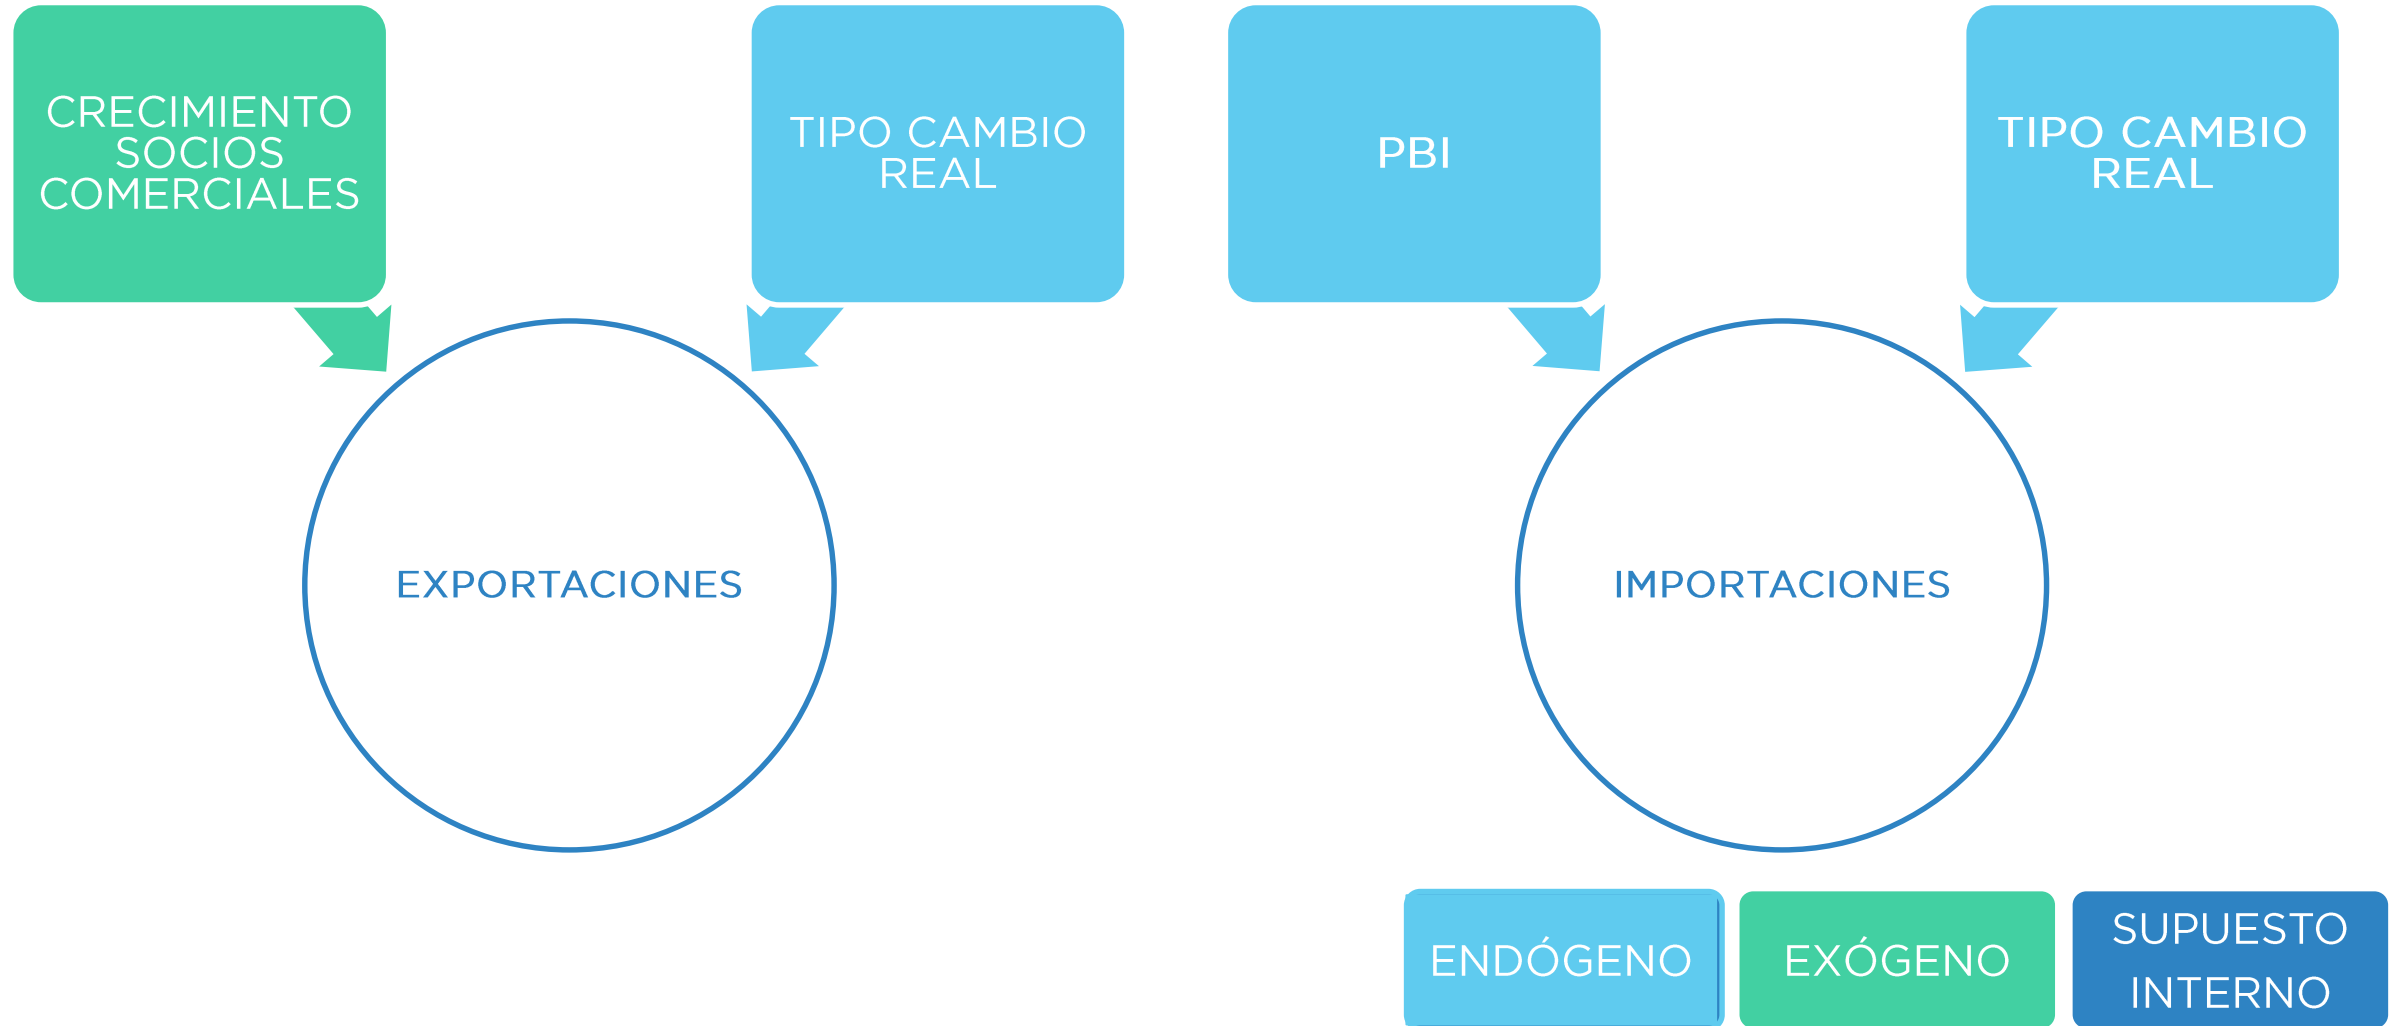 CRECIMIENTO
SOCIOS
COMERCIALES
TIPO CAMBIO
REAL
PBI
TIPO CAMBIO
REAL
EXPORTACIONES
IMPORTACIONES
ENDÓGENO
EXÓGENO
SUPUESTO
INTERNO